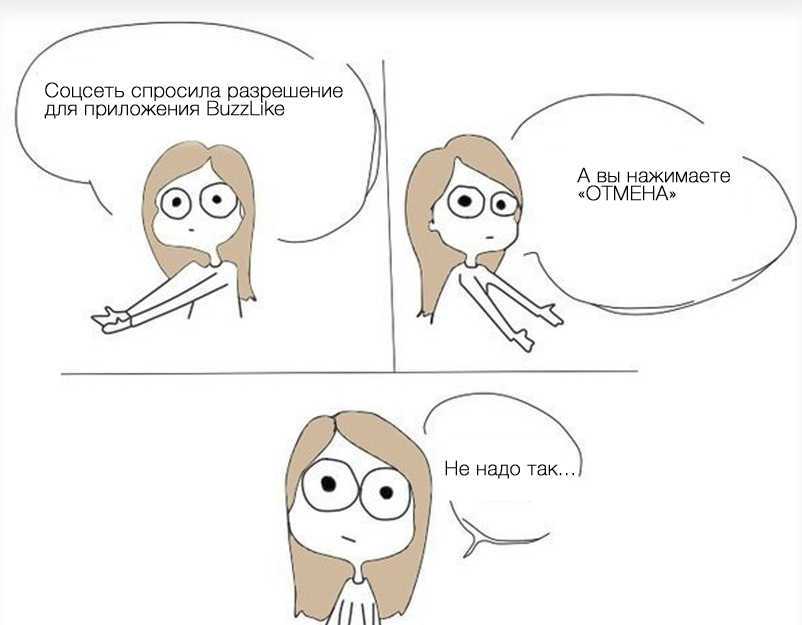 Соцсеть спросила разрешение
для приложения BuzzLike
А вы нажимаете
«ОТМЕНА»
Не надо так...